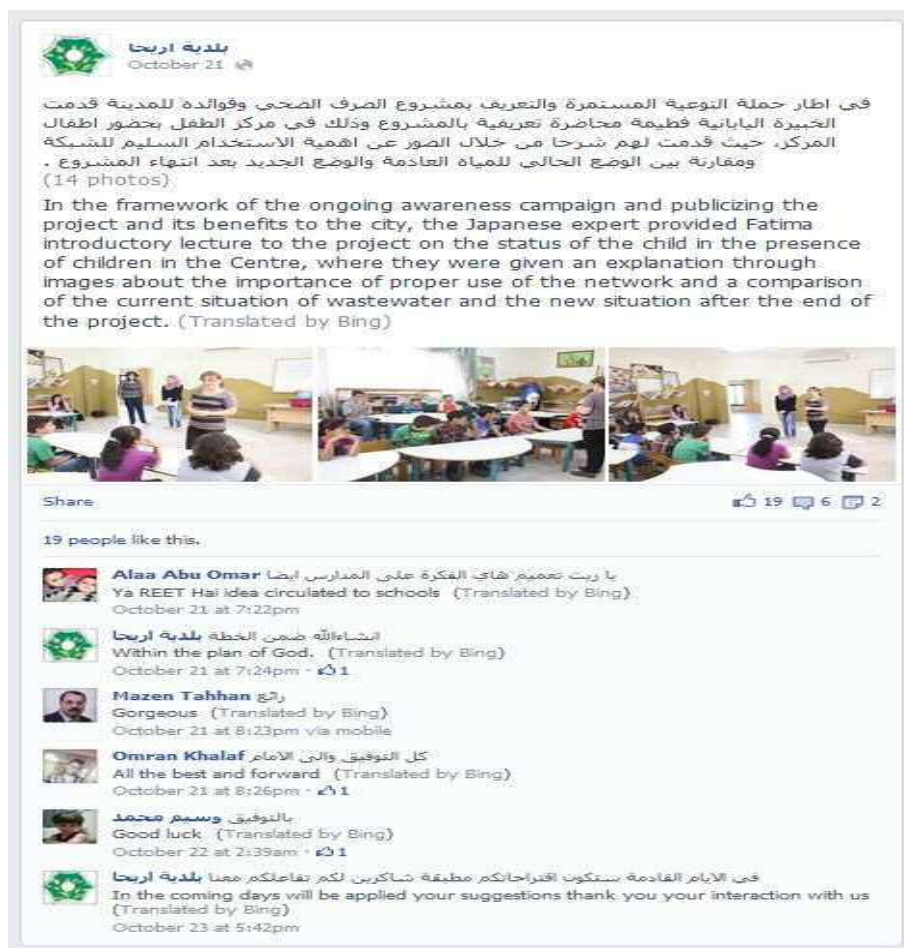 بلدية اريحا
October 21
في اطار حملة التوعية المستمرة والتعريف بمشروع الصرف الصحي وفوائده للمدينة قدمت
الخبيرة اليابانية فطيمة محاضرة تعريفية بالمشروع وذلك في مركز الطفل بحضور اطفال
المركز، حيث قدمت لهم شرحا من خلال الصور عن اهمية الاستخدام السليم للشبكة
ومقارنة بين الوضع الحالي للمياه العادمة والوضع الجديد بعد انتهاء المشروع .
(14 photos)
In the framework of the ongoing awareness campaign and publicizing the
project and its benefits to the city, the Japanese expert provided Fatima
introductory lecture to the project on the status of the child in the presence
of children in the Centre, where they were given an explanation through
images about the importance of proper use of the network and a comparison
of the current situation of wastewater and the new situation after the end of
the project. (Translated by Bing)
Share 19 6 2
19 people like this.
Alaa Abu Omar يا ريت تعميم هاي الفكرة على المدارس ايضا
Ya REET Hai idea circulated to schools (Translated by Bing)
October 21 at 7:22pm
بلدية اريحا انشاءالله ضمن الخطة
Within the plan of God. (Translated by Bing)
October 21 at 7:24pm · 1
Mazen Tahhan رائع
Gorgeous (Translated by Bing)
October 21 at 8:23pm via mobile
Omran Khalaf كل التوفيق والى الامام
All the best and forward (Translated by Bing)
October 21 at 8:26pm · 1
وسيم محمد بالتوفيق
Good luck (Translated by Bing)
October 22 at 2:39am · 1
بلدية اريحا في الايام القادمة ستكون اقتراحاتكم مطبقة شاكرين لكم تفاعلكم معنا
In the coming days will be applied your suggestions thank you your interaction with us
(Translated by Bing)
October 23 at 5:42pm